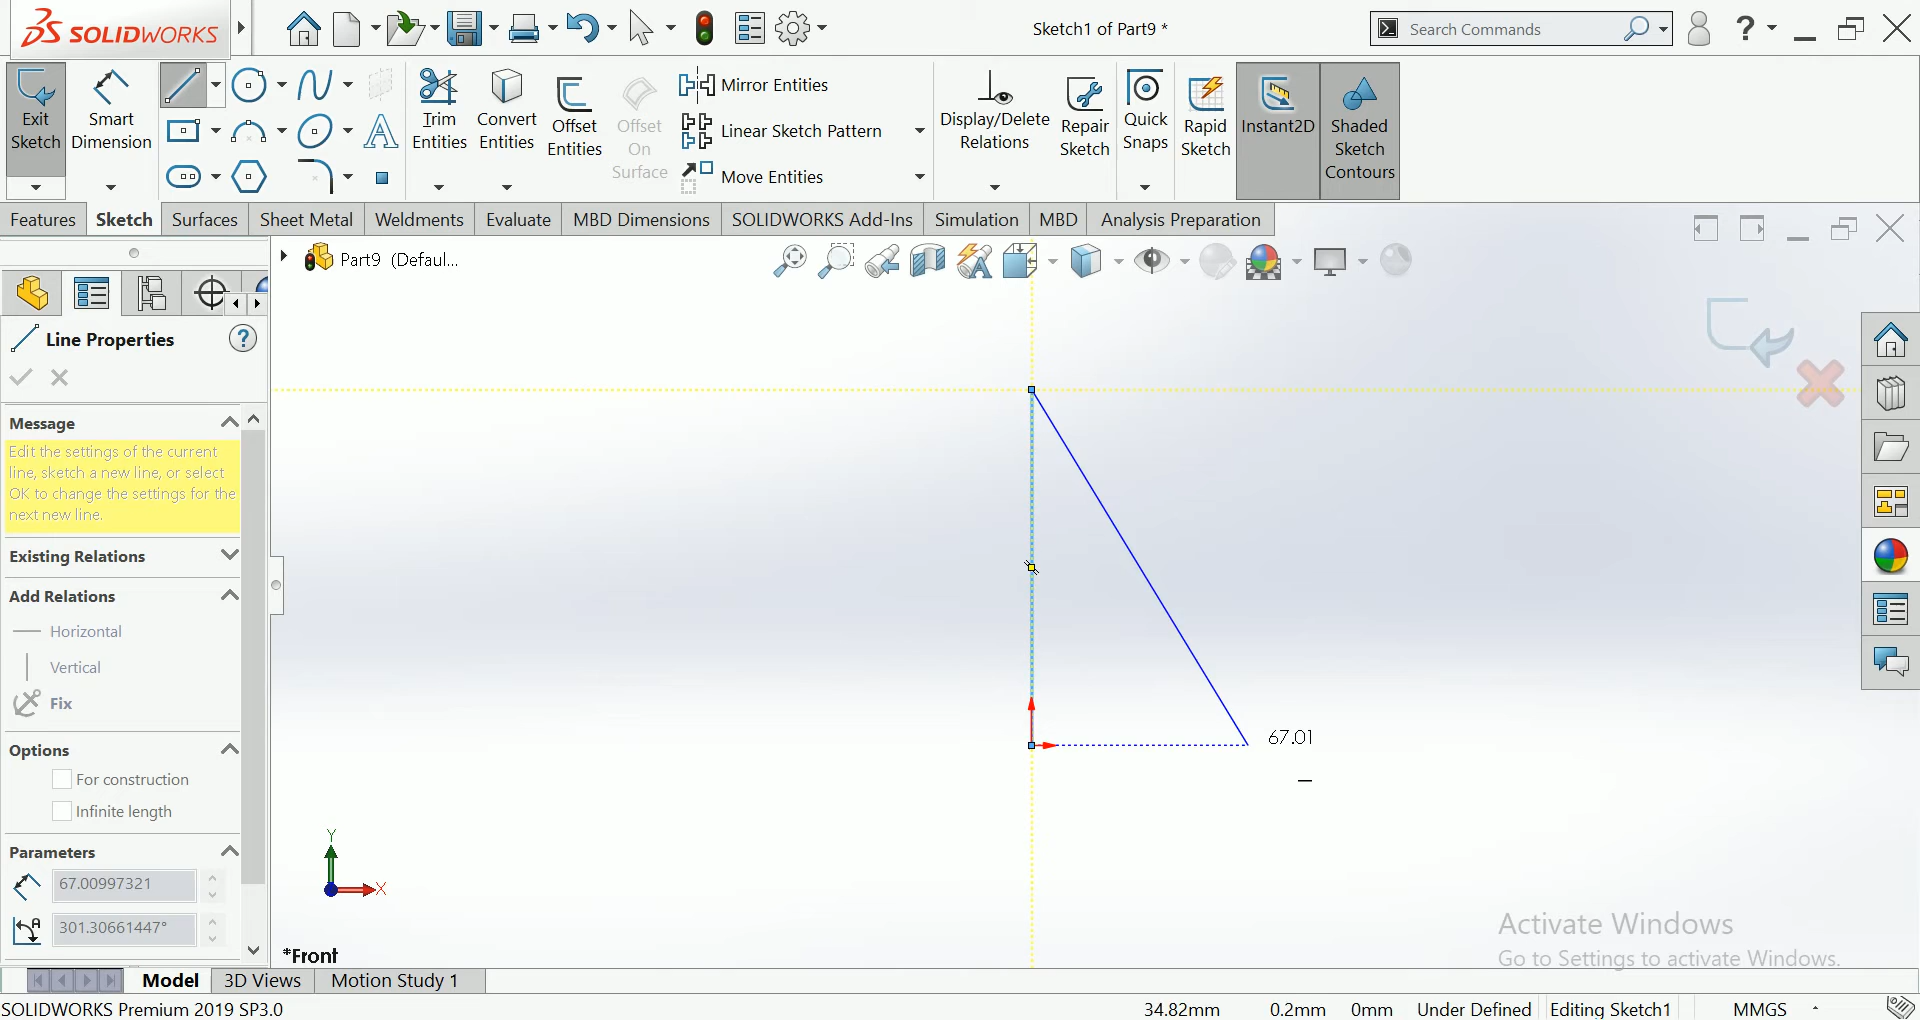 SOLIDWORKS
Sketch1 of Part9 *
Search Commands
?
Exit
Sketch
Smart
Dimension
Trim
Entities
Convert
Entities
Offset
Entities
Offset
On
Surface
Mirror Entities
Linear Sketch Pattern
Move Entities
Display/Delete
Relations
Repair
Sketch
Quick
Snaps
Rapid
Sketch
Instant2D
Shaded
Sketch
Contours
Features
Sketch
Surfaces
Sheet Metal
Weldments
Evaluate
MBD Dimensions
SOLIDWORKS Add-Ins
Simulation
MBD
Analysis Preparation
Part9 (Defaul...
Line Properties
?
Message
Edit the settings of the current
line, sketch a new line, or select
OK to change the settings for the
next new line.
Existing Relations
Add Relations
Horizontal
Vertical
Fix
Options
For construction
Infinite length
Parameters
67.00997321
301.30661447°
67.01
Y
X
*Front
Activate Windows
Go to Settings to activate Windows.
Model
3D Views
Motion Study 1
SOLIDWORKS Premium 2019 SP3.0
34.82mm
0.2mm
0mm
Under Defined
Editing Sketch1
MMGS